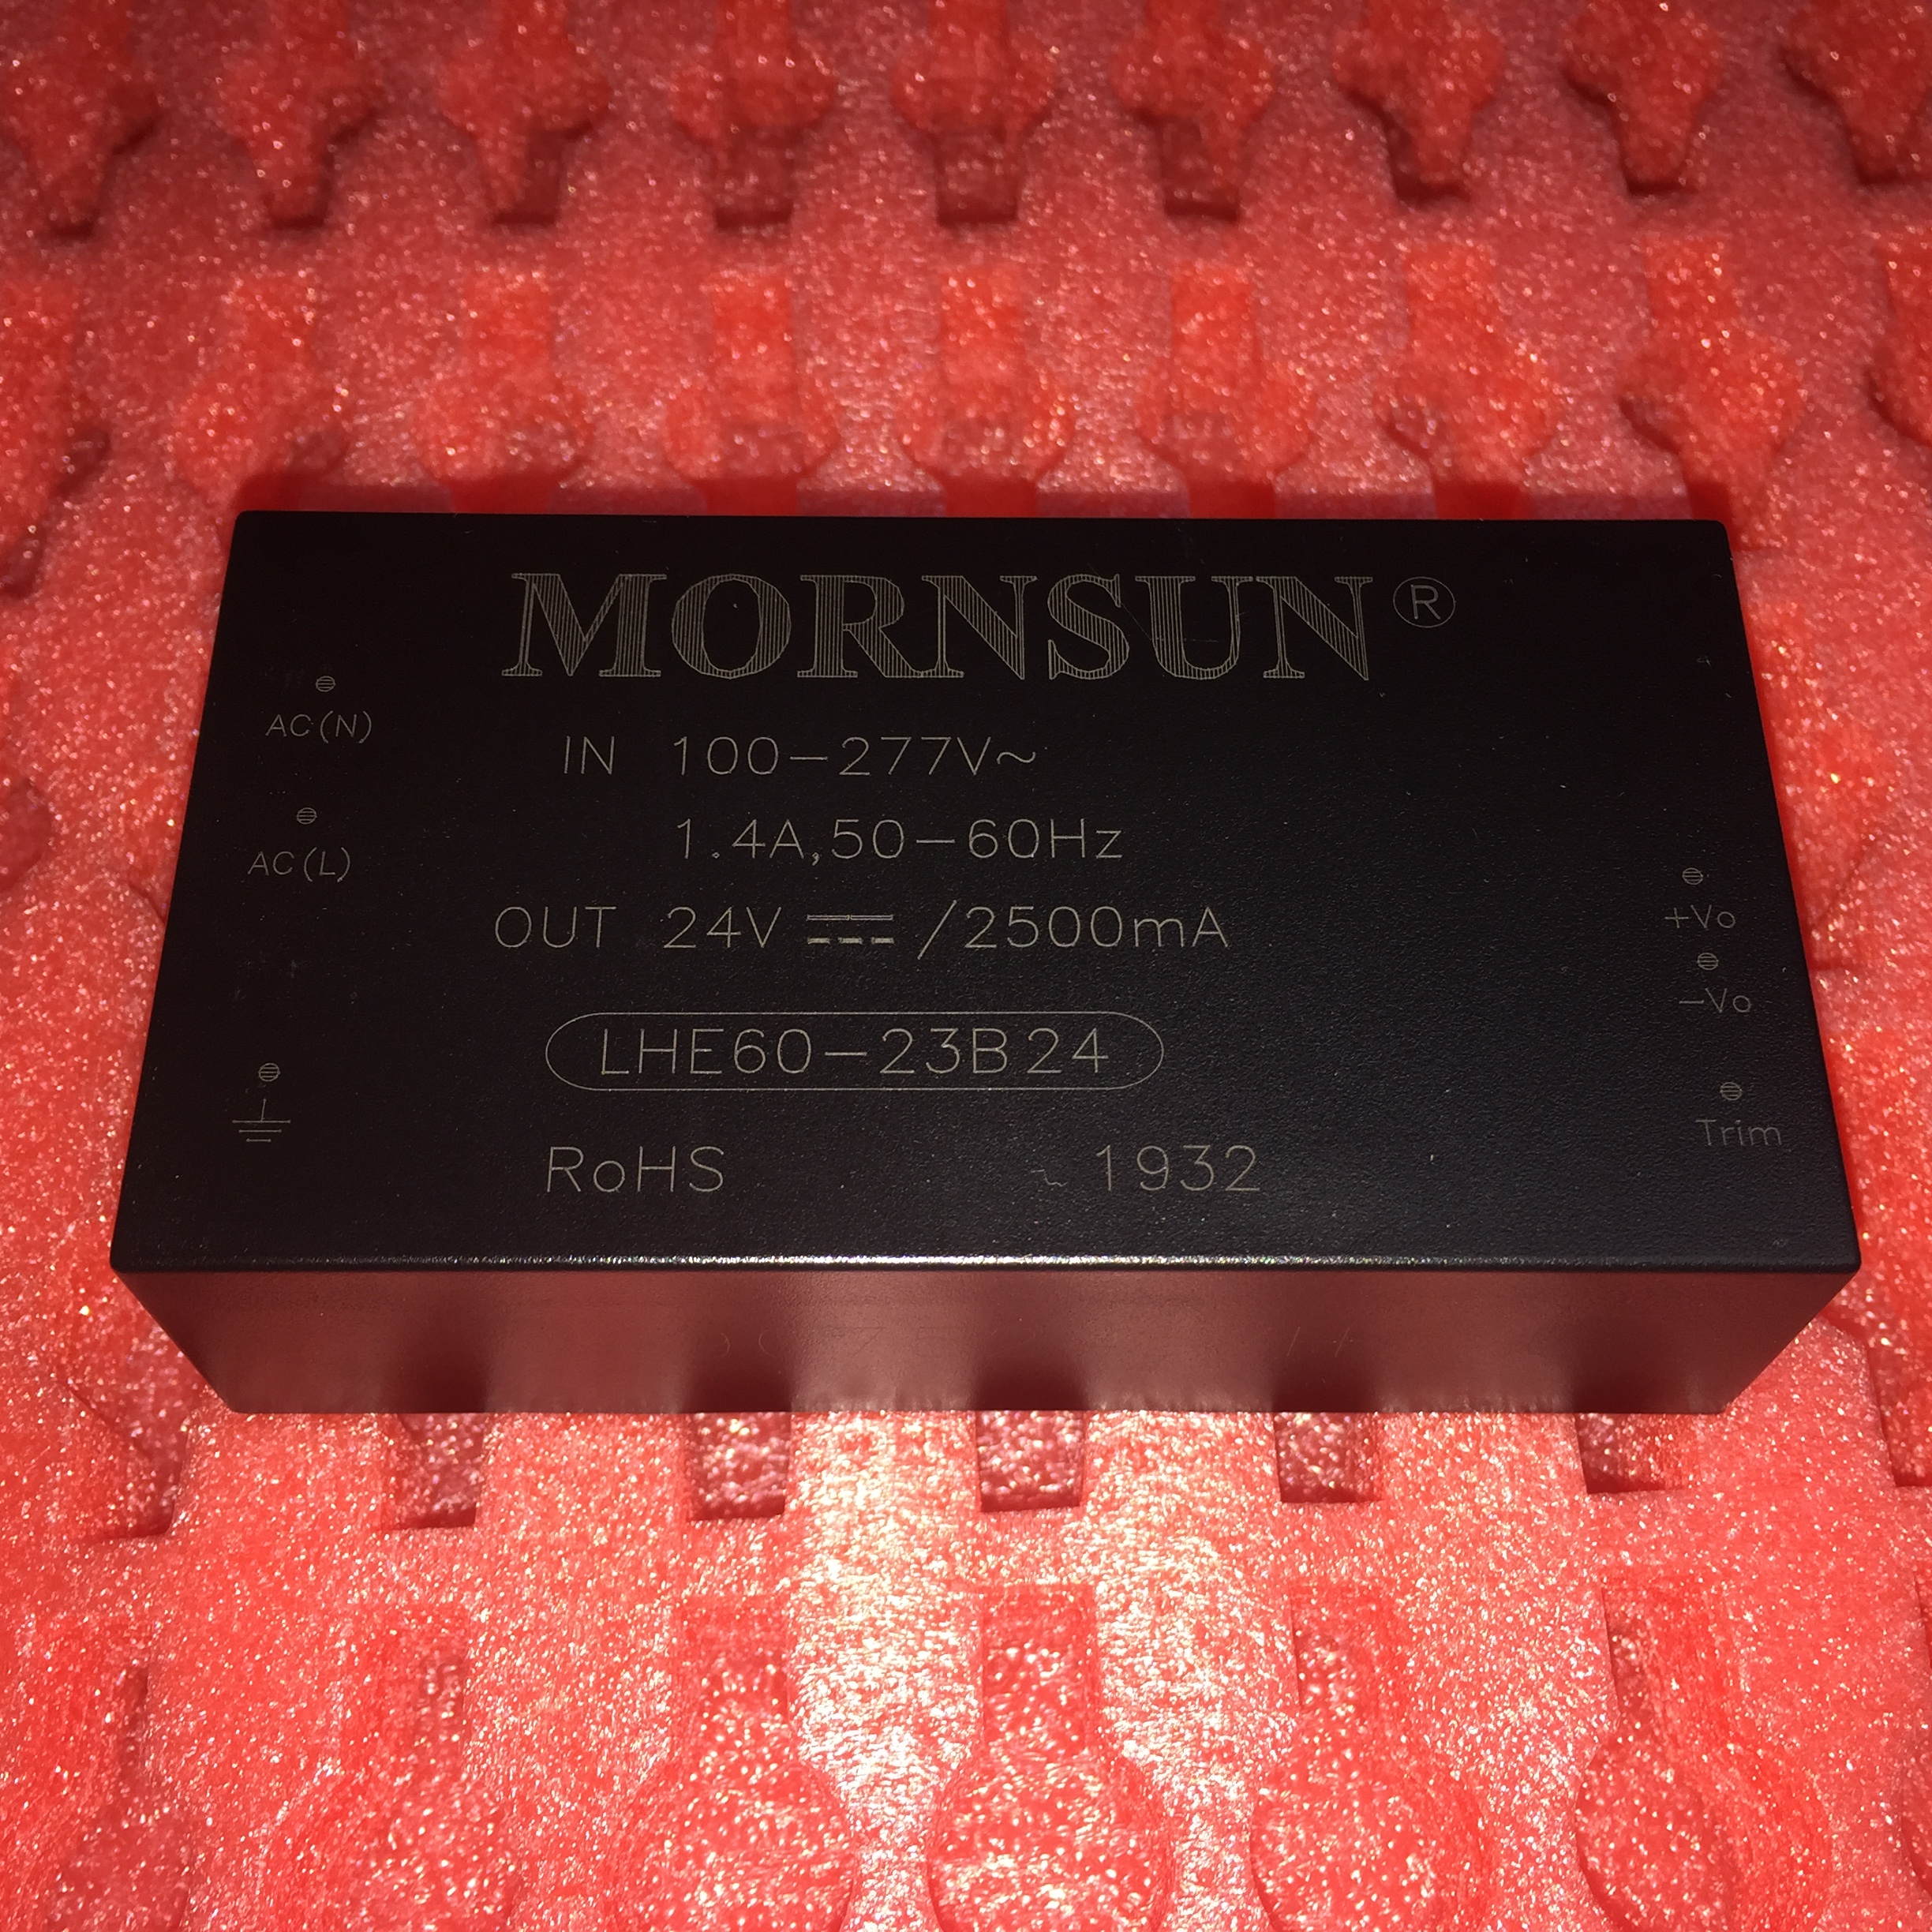 MORNSUN®
AC(N)
IN 100-277V~
1.4A,50-60Hz
AC(L)
OUT 24V ⎓ /2500mA
+Vo
-Vo
LHE60-23B24
Trim
RoHS 1932